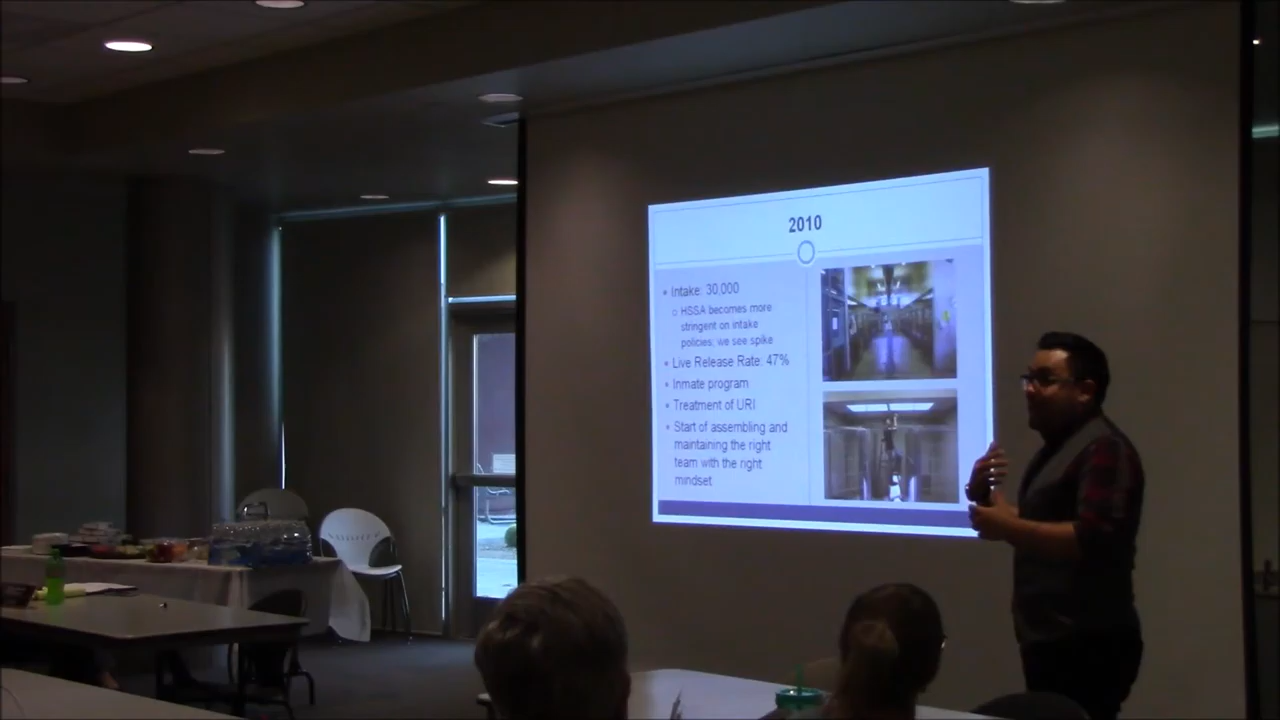 2010
Intake: 30,000
HSSA becomes more
stringent on intake
policies; we see spike
Live Release Rate: 47%
Inmate program
Treatment of URI
Start of assembling and
maintaining the right
team with the right
mindset